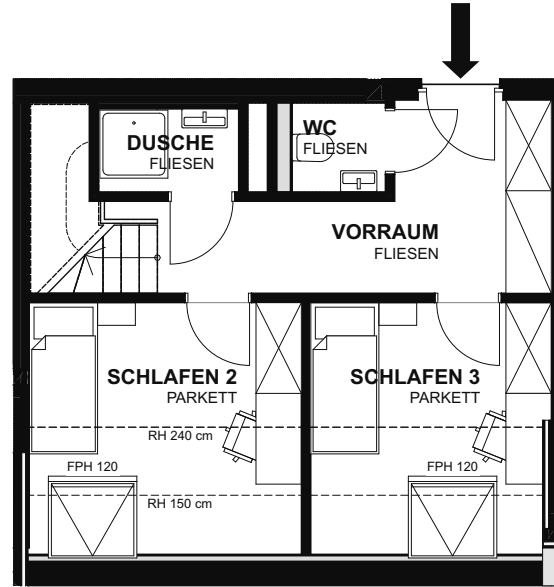 WC
FLIESEN
DUSCHE
FLIESEN
VORRAUM
FLIESEN
SCHLAFEN 2
PARKETT
SCHLAFEN 3
PARKETT
RH 240 cm
FPH 120
FPH 120
RH 150 cm